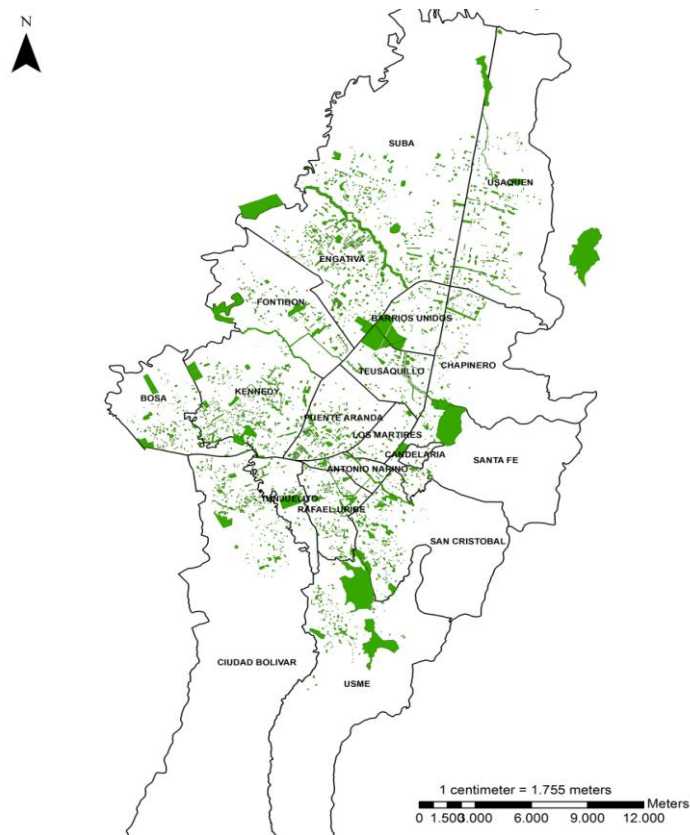 N
SUBA
USAQUEN
ENGATIVA
FONTIBON
BARRIOS UNIDOS
CHAPINERO
TEUSAQUILLO
KENNEDY
BOSA
PUENTE ARANDA
LOS MARTIRES
CANDELARIA
SANTA FE
ANTONIO NARIÑO
TUNJUELITO
RAFAEL URIBE
SAN CRISTOBAL
CIUDAD BOLIVAR
USME
1 centimeter = 1.755 meters
Meters
0 1.500 3.000 6.000 9.000 12.000